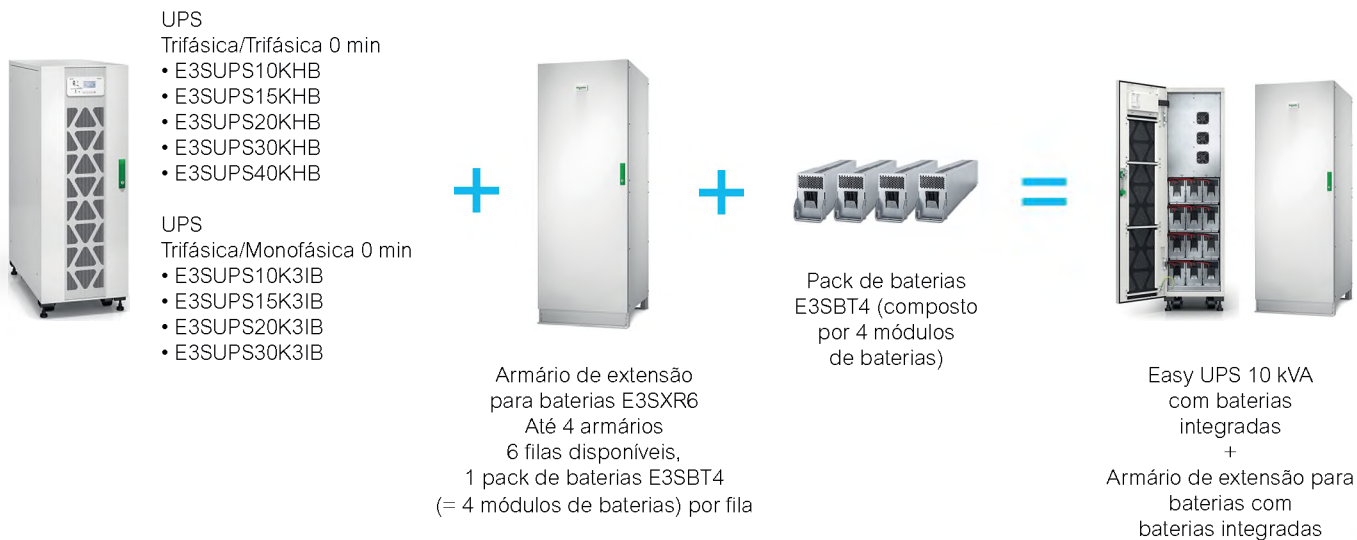 UPS
Trifásica/Trifásica 0 min
• E3SUPS10KHB
• E3SUPS15KHB
• E3SUPS20KHB
• E3SUPS30KHB
• E3SUPS40KHB
UPS
Trifásica/Monofásica 0 min
• E3SUPS10K3IB
• E3SUPS15K3IB
• E3SUPS20K3IB
• E3SUPS30K3IB
+
Armário de extensão
para baterias E3SXR6
Até 4 armários
6 filas disponíveis,
1 pack de baterias E3SBT4
(= 4 módulos de baterias) por fila
+
Pack de baterias
E3SBT4 (composto
por 4 módulos
de baterias)
=
Easy UPS 10 kVA
com baterias
integradas
+
Armário de extensão para
baterias com
baterias integradas